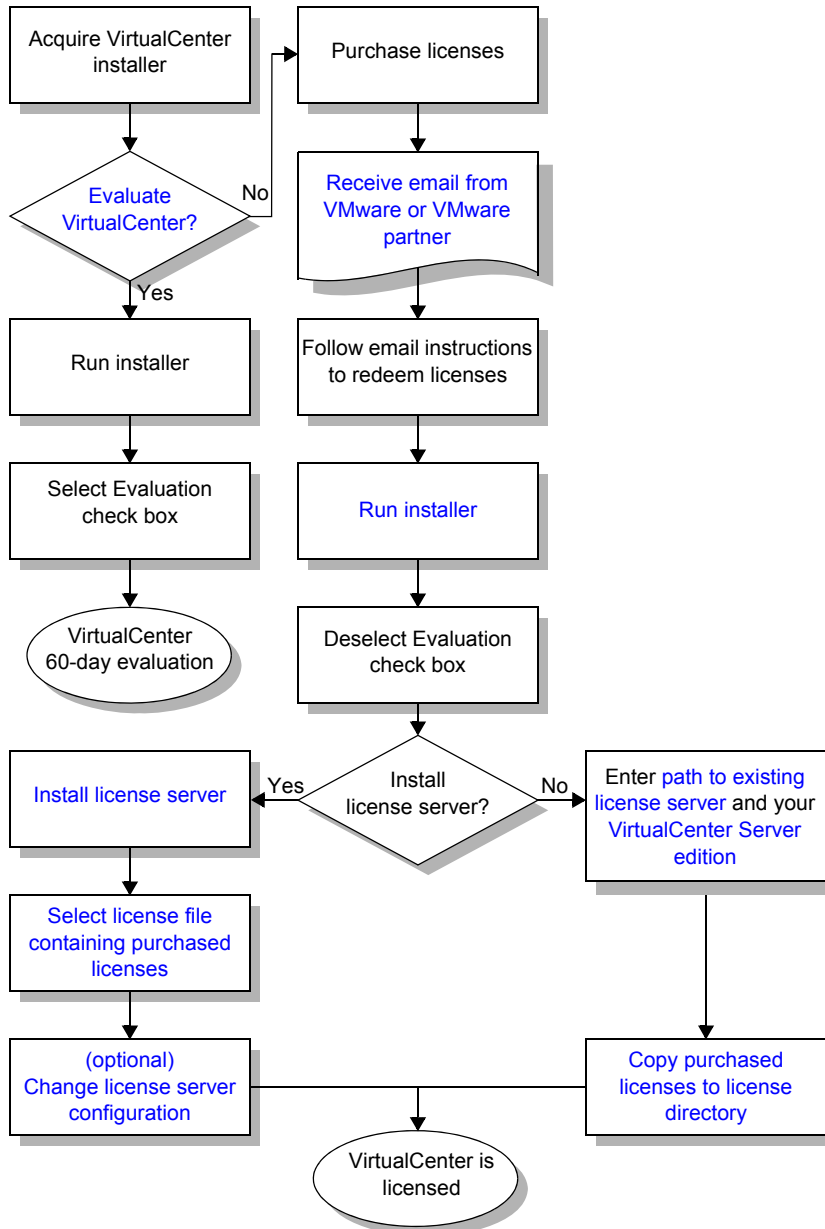 Acquire VirtualCenter
installer
Evaluate
VirtualCenter?
No
Yes
Run installer
Select Evaluation
check box
VirtualCenter
60-day evaluation
Purchase licenses
Receive email from
VMware or VMware
partner
Follow email instructions
to redeem licenses
Run installer
Deselect Evaluation
check box
Install
license server?
Yes
No
Install license server
Select license file
containing purchased
licenses
(optional)
Change license server
configuration
Enter path to existing
license server and your
VirtualCenter Server
edition
Copy purchased
licenses to license
directory
VirtualCenter is
licensed